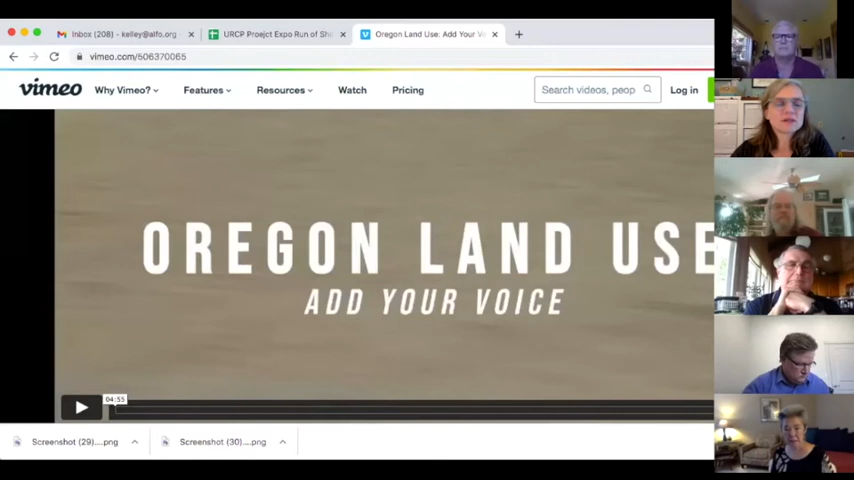 Inbox (208) - kelley@alfo.org
URCP Proejct Expo Run of Sh
Oregon Land Use: Add Your V
vimeo.com/506370065
vimeo
Why Vimeo?
Features
Resources
Watch
Pricing
Search videos, peop
Log in
OREGON LAND USE
ADD YOUR VOICE
04:55
Screenshot (29)....png
Screenshot (30)....png